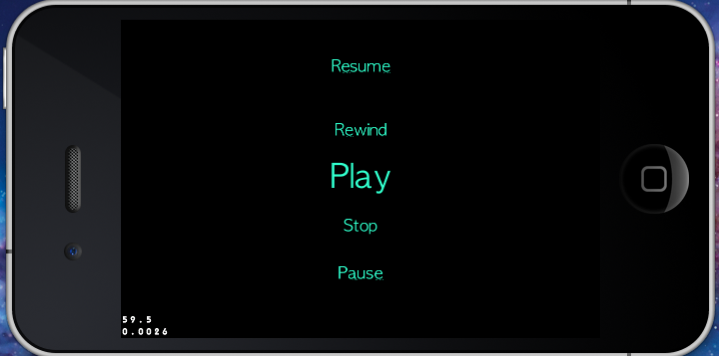 Resume
Rewind
Play
Stop
Pause
59.5
0.0026